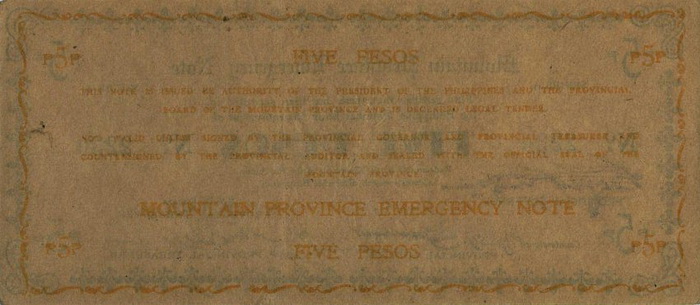 5 FIVE PESOS P5P
THIS NOTE IS ISSUED BY AUTHORITY OF THE PRESIDENT OF THE PHILIPPINES AND THE PROVINCIAL
BOARD OF THE MOUNTAIN PROVINCE AND IS DECLARED LEGAL TENDER.
NOT VALID UNLESS SIGNED BY THE PROVINCIAL GOVERNOR AND PROVINCIAL TREASURER AND
COUNTERSIGNED BY THE PROVINCIAL AUDITOR AND SEALED WITH THE OFFICIAL SEAL OF THE
MOUNTAIN PROVINCE
MOUNTAIN PROVINCE EMERGENCY NOTE
P5P FIVE PESOS P5P